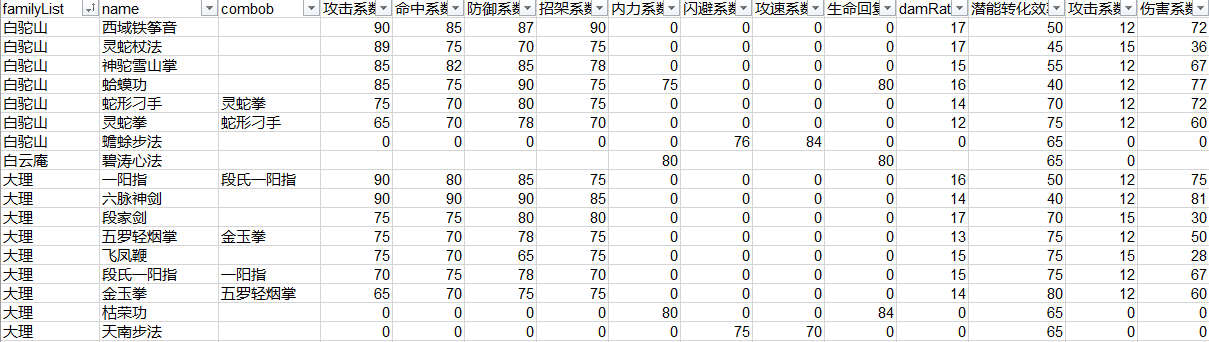 familyList name combob 攻击系数 命中系数 防御系数 招架系数 内力系数 闪避系数 攻速系数 生命回复 damRat 潜能转化效率 攻击系数 伤害系数
白驼山 西域铁筝音 90 85 87 90 0 0 0 0 17 50 12 72
白驼山 灵蛇杖法 89 75 70 75 0 0 0 0 17 45 15 36
白驼山 神驼雪山掌 85 82 85 78 0 0 0 0 15 55 12 67
白驼山 蛤蟆功 85 75 90 75 75 0 0 80 16 40 12 77
白驼山 蛇形刁手 灵蛇拳 75 70 80 75 0 0 0 0 14 70 12 72
白驼山 灵蛇拳 蛇形刁手 65 70 78 70 0 0 0 0 12 75 12 60
白驼山 蟾蜍步法 0 0 0 0 0 76 84 0 0 65 0 0
白云庵 碧涛心法 80 80 65 0
大理 一阳指 段氏一阳指 90 80 85 75 0 0 0 0 16 50 12 75
大理 六脉神剑 90 90 90 85 0 0 0 0 14 40 12 81
大理 段家剑 75 75 80 80 0 0 0 0 17 70 15 30
大理 五罗轻烟掌 金玉拳 75 70 78 75 0 0 0 0 13 75 12 50
大理 飞凤鞭 75 70 65 75 0 0 0 0 15 75 15 28
大理 段氏一阳指 一阳指 70 75 78 70 0 0 0 0 15 75 12 67
大理 金玉拳 五罗轻烟掌 65 70 75 75 0 0 0 0 14 80 12 60
大理 枯荣功 0 0 0 0 80 0 0 84 0 65 0 0
大理 天南步法 0 0 0 0 0 75 70 0 0 65 0 0